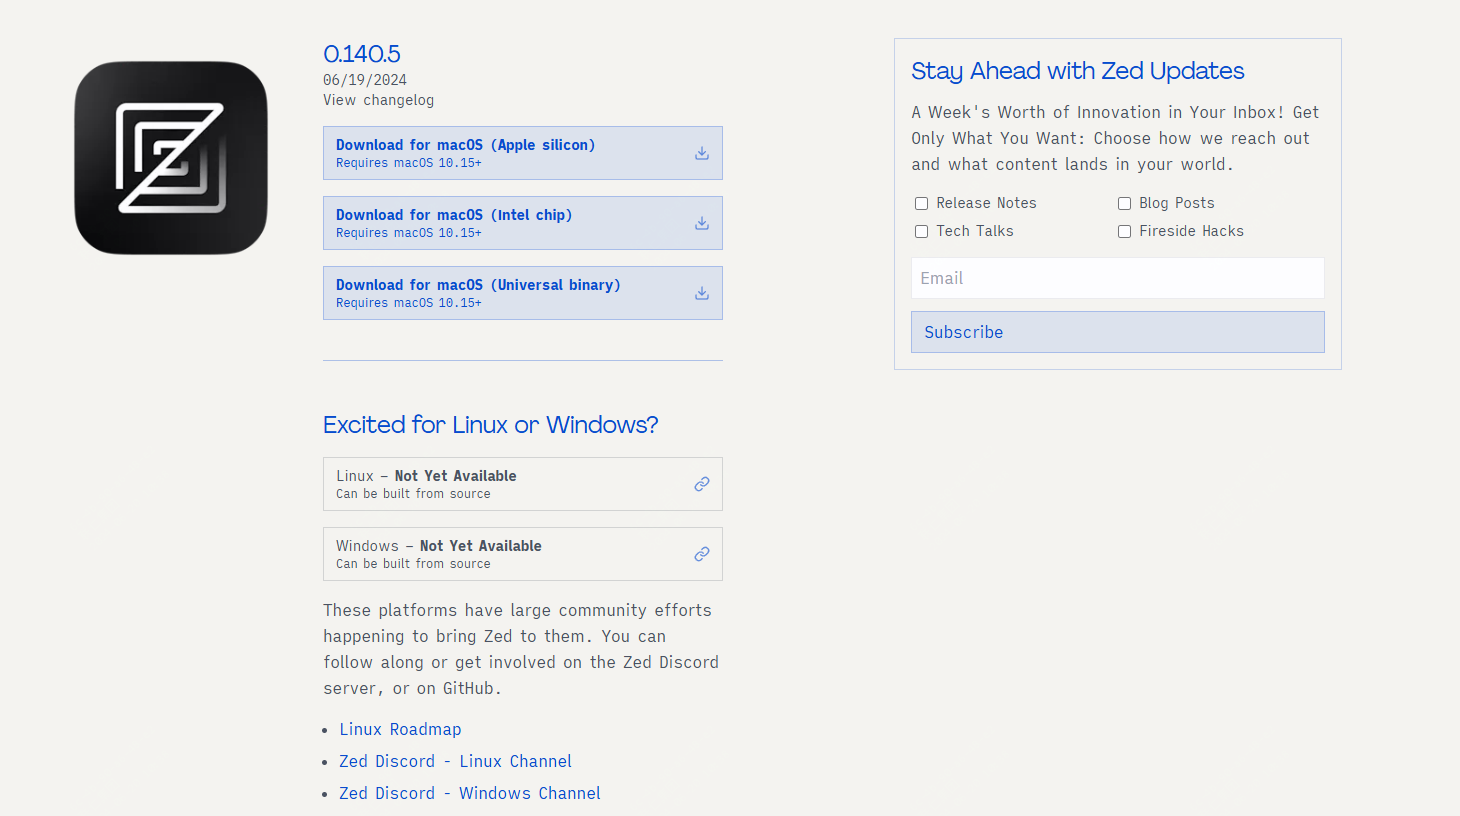 0.140.5
06/19/2024
View changelog
Download for macOS (Apple silicon)
Requires macOS 10.15+
Download for macOS (Intel chip)
Requires macOS 10.15+
Download for macOS (Universal binary)
Requires macOS 10.15+
Excited for Linux or Windows?
Linux – Not Yet Available
Can be built from source
Windows – Not Yet Available
Can be built from source
These platforms have large community efforts
happening to bring Zed to them. You can
follow along or get involved on the Zed Discord
server, or on GitHub.
Linux Roadmap
Zed Discord - Linux Channel
Zed Discord - Windows Channel
Stay Ahead with Zed Updates
A Week's Worth of Innovation in Your Inbox! Get
Only What You Want: Choose how we reach out
and what content lands in your world.
Release Notes
Blog Posts
Tech Talks
Fireside Hacks
Email
Subscribe